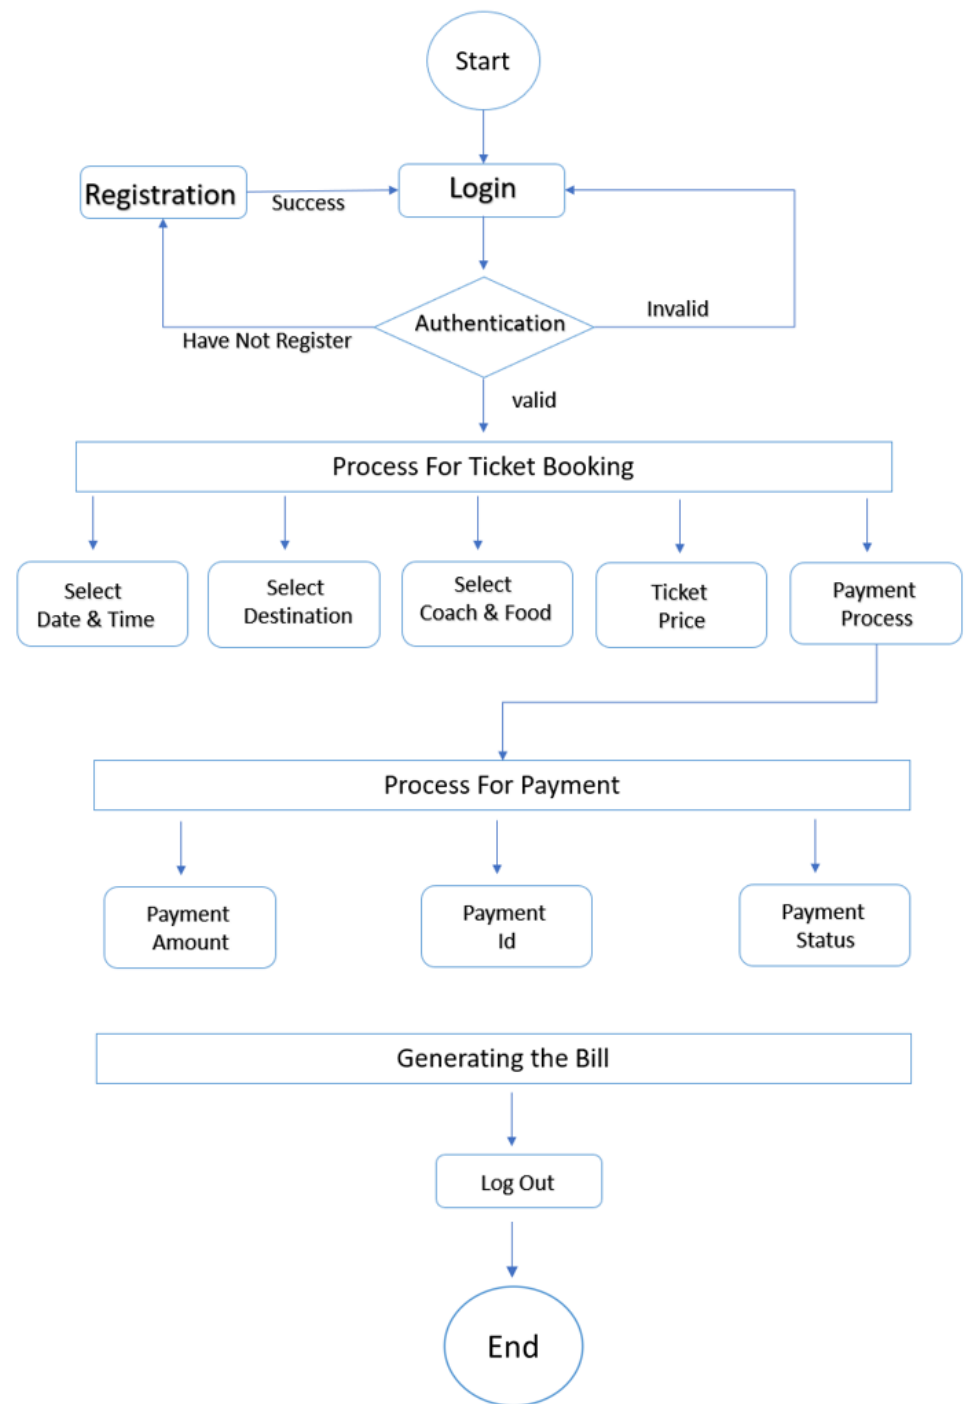 Start
Registration
Success
Login
Authentication
Invalid
Have Not Register
valid
Process For Ticket Booking
Select
Date & Time
Select
Destination
Select
Coach & Food
Ticket
Price
Payment
Process
Process For Payment
Payment
Amount
Payment
Id
Payment
Status
Generating the Bill
Log Out
End